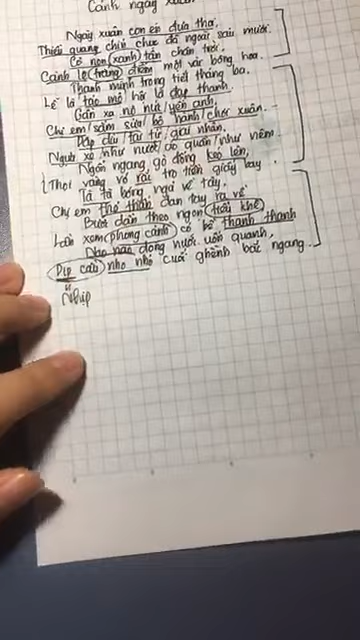 Cảnh ngày xuân
Ngày xuân con én đưa thoi,
Thiều quang chín chục đã ngoài sáu mươi.
Cỏ non xanh tận chân trời,
Cành lê trắng điểm một vài bông hoa.
Thanh minh trong tiết tháng ba,
Lễ là tảo mộ, hội là đạp thanh.
Gần xa nô nức yến anh,
Chị em sắm sửa bộ hành chơi xuân.
Dập dìu tài tử giai nhân,
Ngựa xe như nước áo quần như nêm.
Ngổn ngang gò đống kéo lên,
Thoi vàng vó rắc tro tiền giấy bay.
Tà tà bóng ngả về tây,
Chị em thơ thẩn dan tay ra về
Bước dần theo ngọn tiểu khê
Lần xem phong cảnh có bề thanh thanh
Nao nao dòng nước uốn quanh,
Dịp cầu nho nhỏ cuối ghềnh bắc ngang.
Nhịp